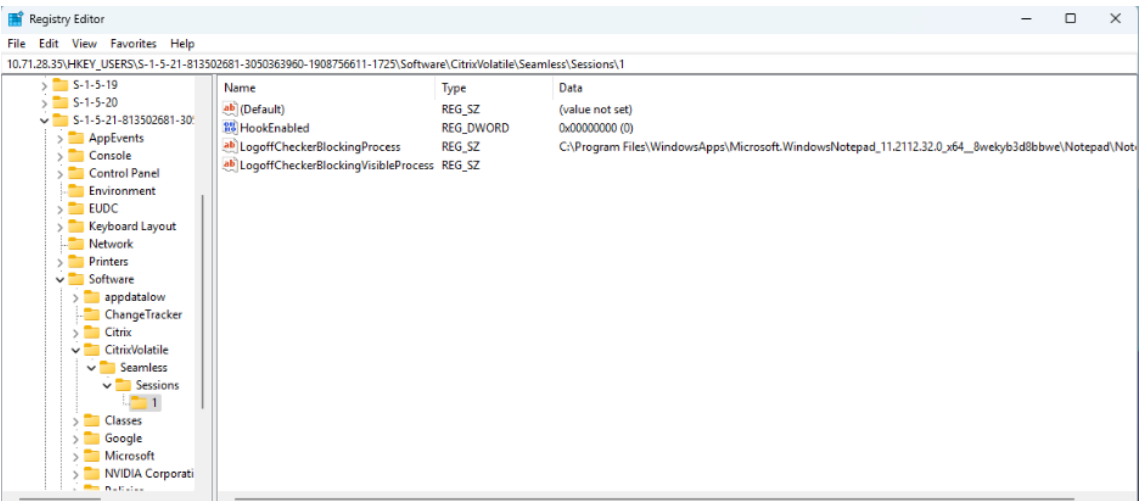 Registry Editor
File Edit View Favorites Help
10.71.28.35\HKEY_USERS\S-1-5-21-813502681-3050363960-1908756611-1725\Software\CitrixVolatile\Seamless\Sessions\1
S-1-5-19
S-1-5-20
S-1-5-21-813502681-30
AppEvents
Console
Control Panel
Environment
EUDC
Keyboard Layout
Network
Printers
Software
appdatalow
ChangeTracker
Citrix
CitrixVolatile
Seamless
Sessions
1
Classes
Google
Microsoft
NVIDIA Corporati
Name Type Data
(Default) REG_SZ (value not set)
HookEnabled REG_DWORD 0x00000000 (0)
LogoffCheckerBlockingProcess REG_SZ C:\Program Files\WindowsApps\Microsoft.WindowsNotepad_11.2112.32.0_x64__8wekyb3d8bbwe\Notepad\Note
LogoffCheckerBlockingVisibleProcess REG_SZ